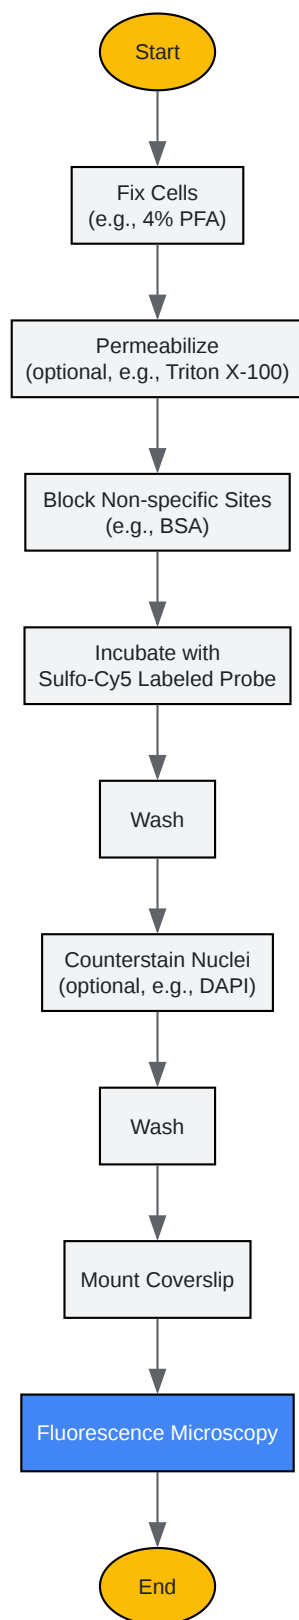 Start
Fix Cells
(e.g., 4% PFA)
Permeabilize
(optional, e.g., Triton X-100)
Block Non-specific Sites
(e.g., BSA)
Incubate with
Sulfo-Cy5 Labeled Probe
Wash
Counterstain Nuclei
(optional, e.g., DAPI)
Wash
Mount Coverslip
Fluorescence Microscopy
End